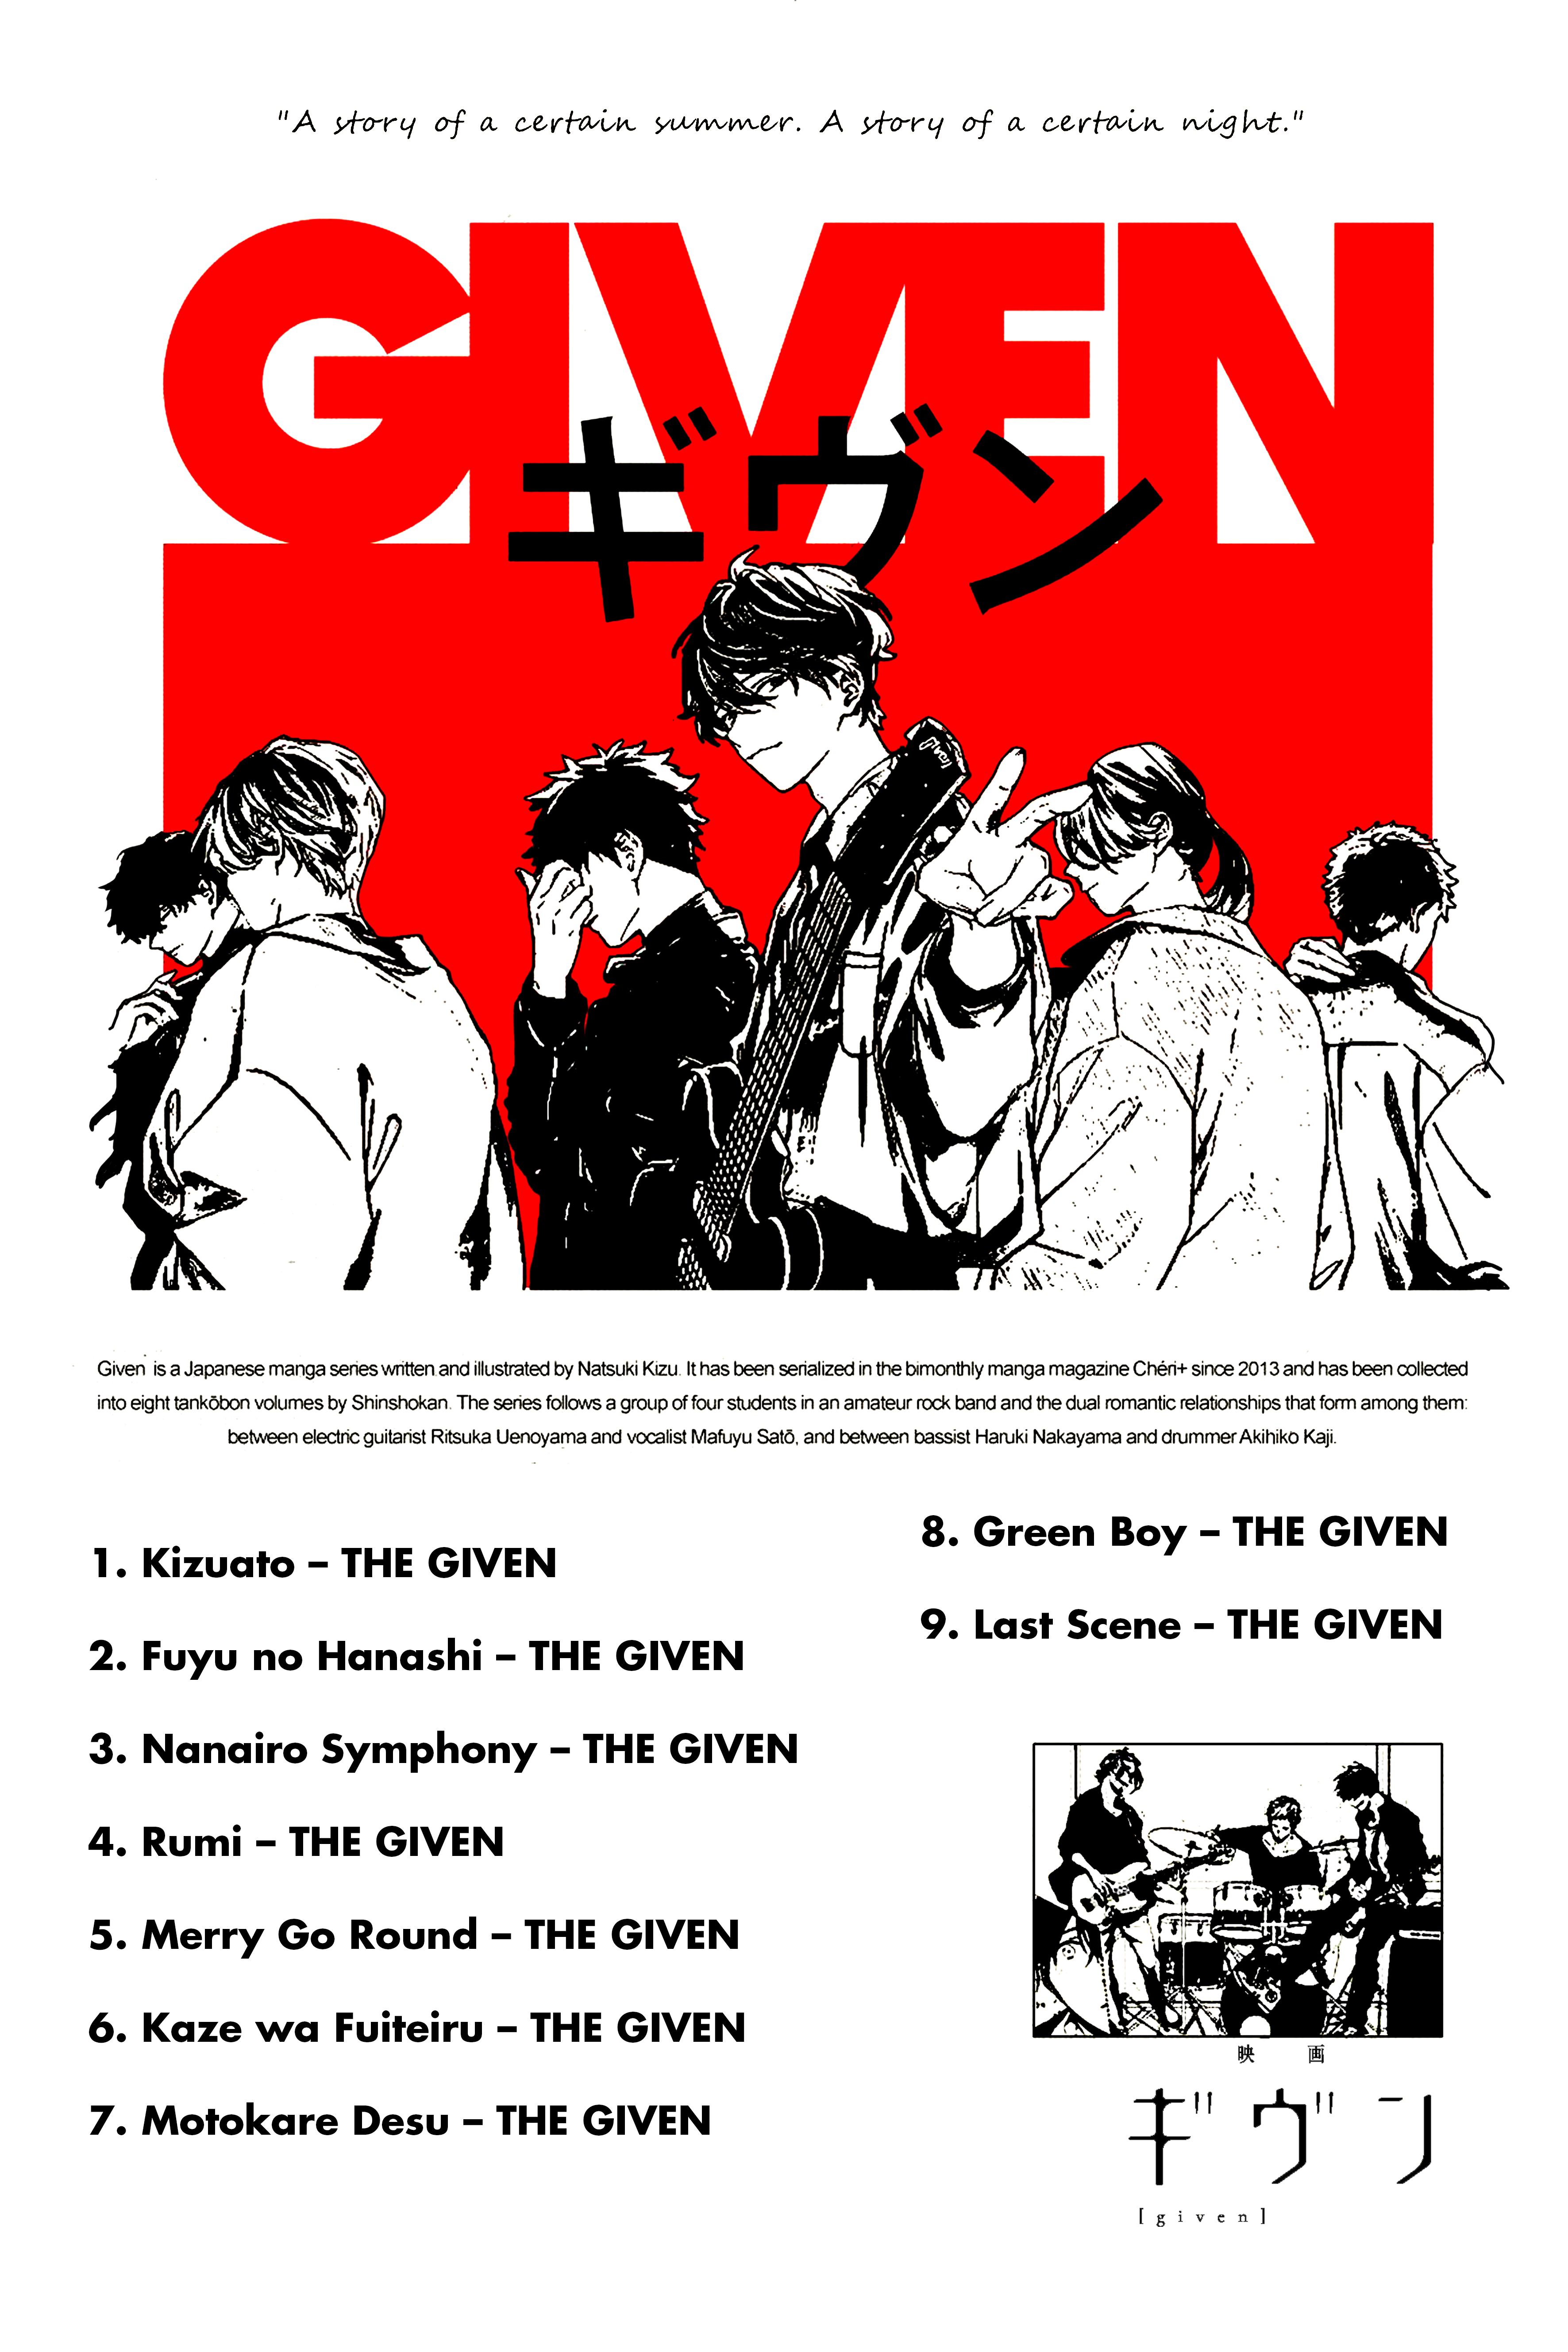 "A story of a certain summer. A story of a certain night."
GIVEN
ギヴン
Given is a Japanese manga series written and illustrated by Natsuki Kizu. It has been serialized in the bimonthly manga magazine Chéri+ since 2013 and has been collected
into eight tankōbon volumes by Shinshokan. The series follows a group of four students in an amateur rock band and the dual romantic relationships that form among them:
between electric guitarist Ritsuka Uenoyama and vocalist Mafuyu Satō, and between bassist Haruki Nakayama and drummer Akihiko Kaji.
1. Kizuato – THE GIVEN
2. Fuyu no Hanashi – THE GIVEN
3. Nanairo Symphony – THE GIVEN
4. Rumi – THE GIVEN
5. Merry Go Round – THE GIVEN
6. Kaze wa Fuiteiru – THE GIVEN
7. Motokare Desu – THE GIVEN
8. Green Boy – THE GIVEN
9. Last Scene – THE GIVEN
映 画
ギヴン
[given]